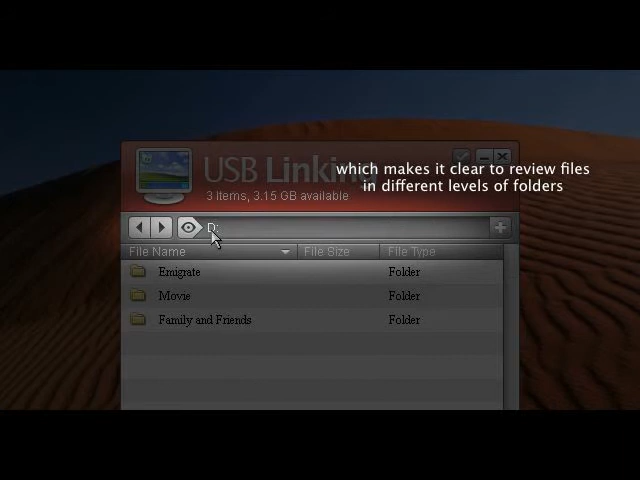 USB Linking
which makes it clear to review files
in different levels of folders
3 Items, 3.15 GB available
D:
File Name File Size File Type
Emigrate Folder
Movie Folder
Family and Friends Folder